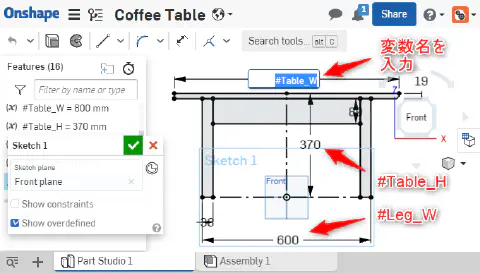 Onshape
Coffee Table
1
Share
Search tools... alt C
Features (16)
Filter by name or type
(x) #Table_W = 800 mm
(x) #Table_H = 370 mm
Sketch 1
Sketch plane
Front plane
Show constraints
Show overdefined
変数名を
入力
#Table_W
19
Z
Front
X
370
Sketch 1
Front
#Table_H
#Leg_W
600
Part Studio 1
Assembly 1